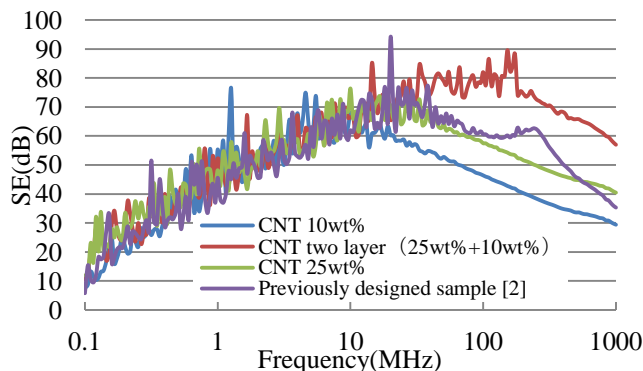 100
90
80
70
60
50
40
30
20
10
0
SE(dB)
CNT 10wt%
CNT two layer（25wt%+10wt%）
CNT 25wt%
Previously designed sample [2]
0.1 1 10 100 1000
Frequency(MHz)